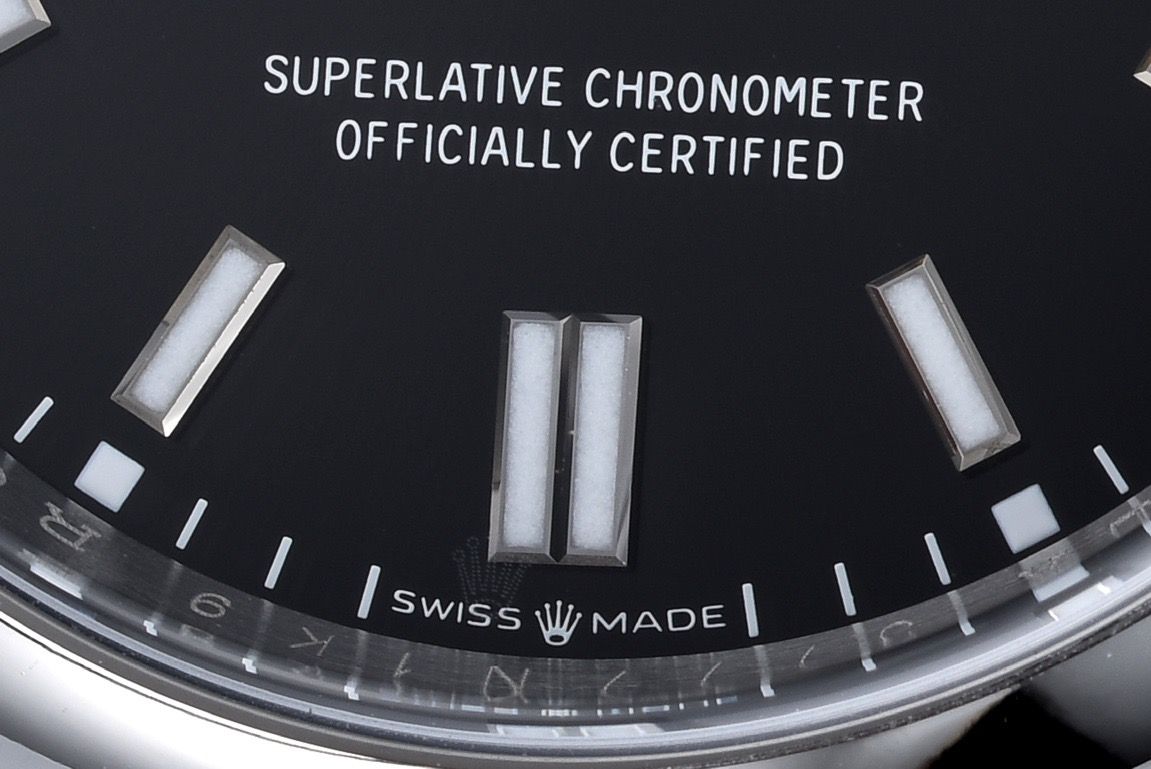 SUPERLATIVE CHRONOMETER
OFFICIALLY CERTIFIED
SWISS MADE